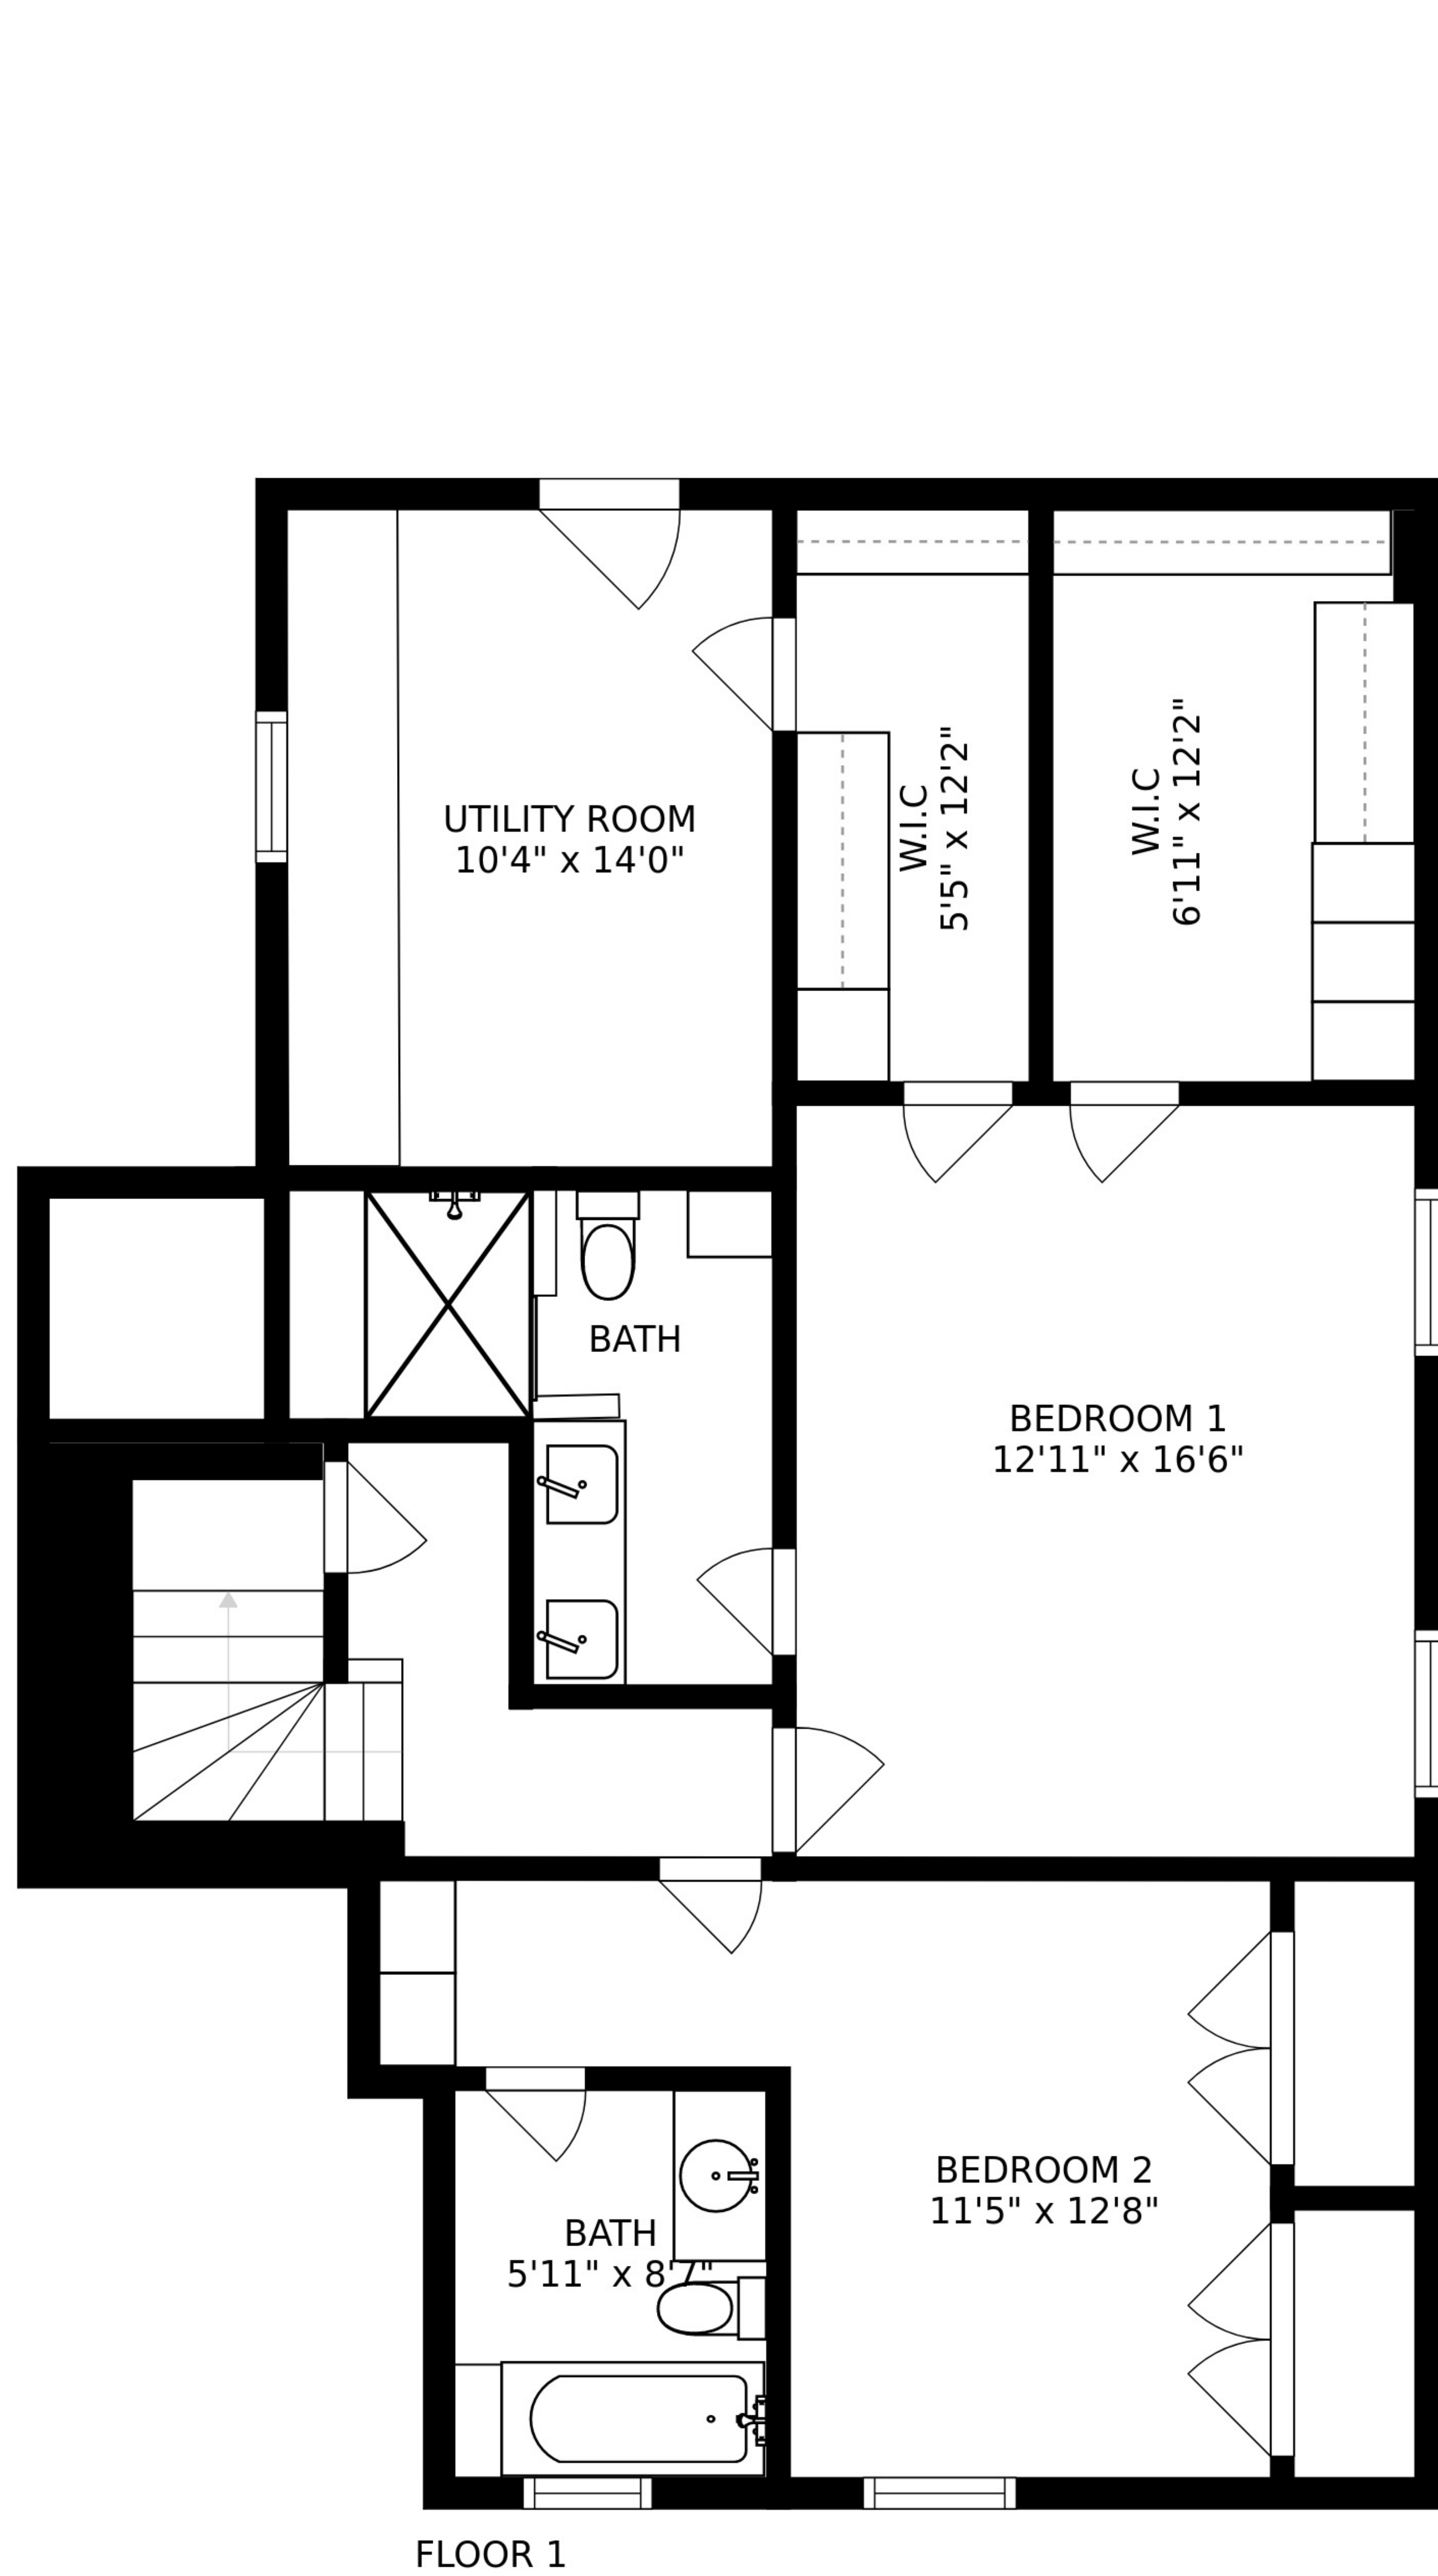 UTILITY ROOM
10'4" x 14'0"
W.I.C
5'5" x 12'2"
W.I.C
6'11" x 12'2"
BATH
BEDROOM 1
12'11" x 16'6"
BEDROOM 2
11'5" x 12'8"
BATH
5'11" x 8'7"
FLOOR 1